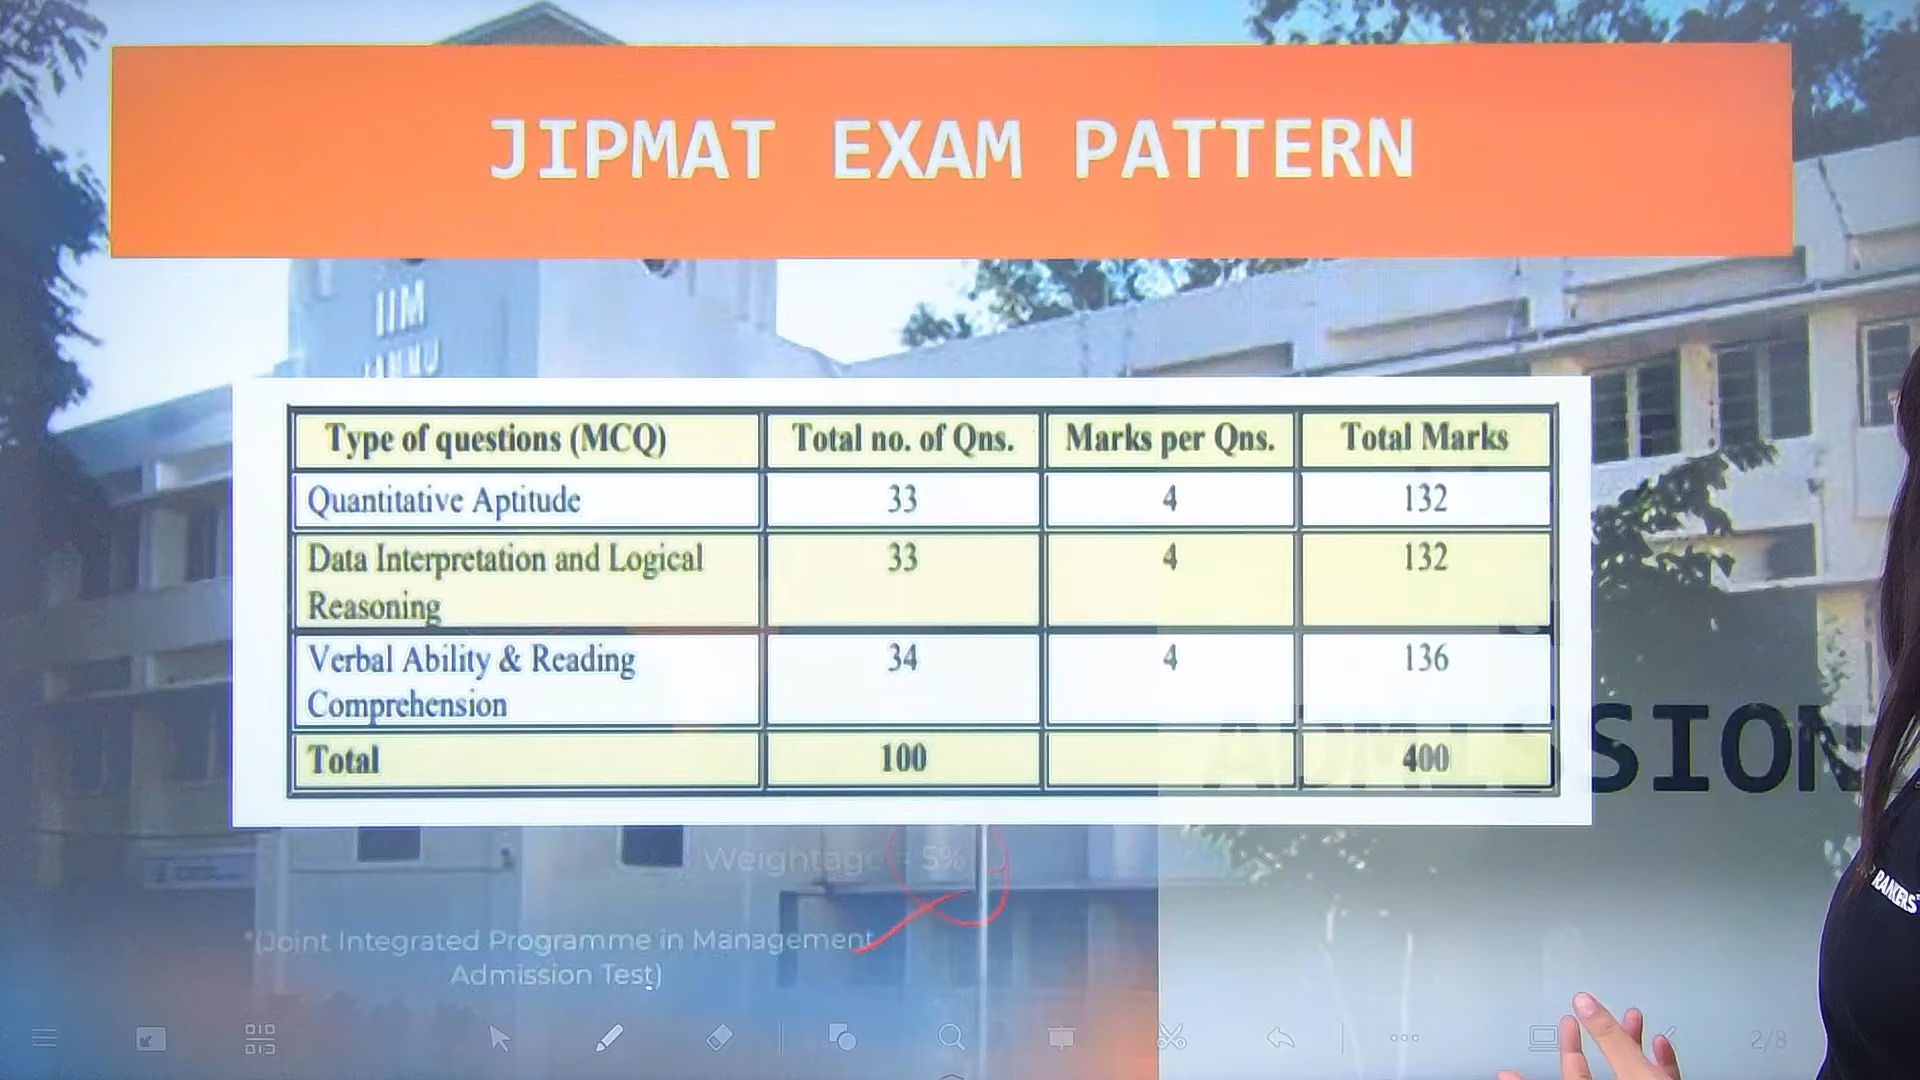 JIPMAT EXAM PATTERN
IIM
Type of questions (MCQ) Total no. of Qns. Marks per Qns. Total Marks
Quantitative Aptitude 33 4 132
Data Interpretation and Logical 33 4 132
Reasoning
Verbal Ability & Reading 34 4 136
Comprehension
Total 100 400
ADMISSION
Weightage 5%
*(Joint Integrated Programme in Management
Admission Test)
RANKERS
2/8